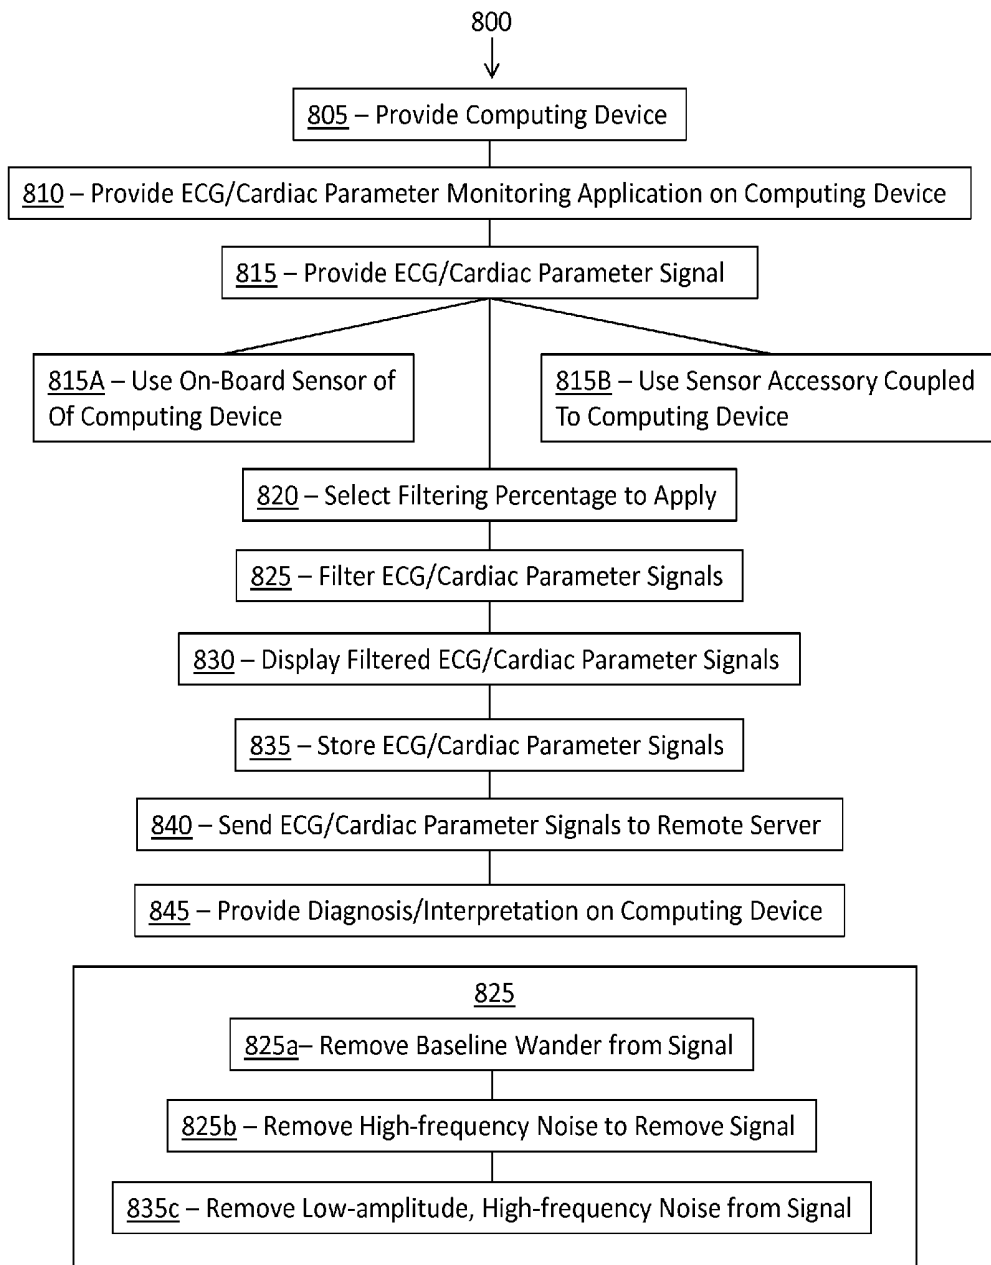 800
805 – Provide Computing Device
810 – Provide ECG/Cardiac Parameter Monitoring Application on Computing Device
815 – Provide ECG/Cardiac Parameter Signal
815A – Use On-Board Sensor of
Of Computing Device
815B – Use Sensor Accessory Coupled
To Computing Device
820 – Select Filtering Percentage to Apply
825 – Filter ECG/Cardiac Parameter Signals
830 – Display Filtered ECG/Cardiac Parameter Signals
835 – Store ECG/Cardiac Parameter Signals
840 – Send ECG/Cardiac Parameter Signals to Remote Server
845 – Provide Diagnosis/Interpretation on Computing Device
825
825a– Remove Baseline Wander from Signal
825b – Remove High-frequency Noise to Remove Signal
835c – Remove Low-amplitude, High-frequency Noise from Signal